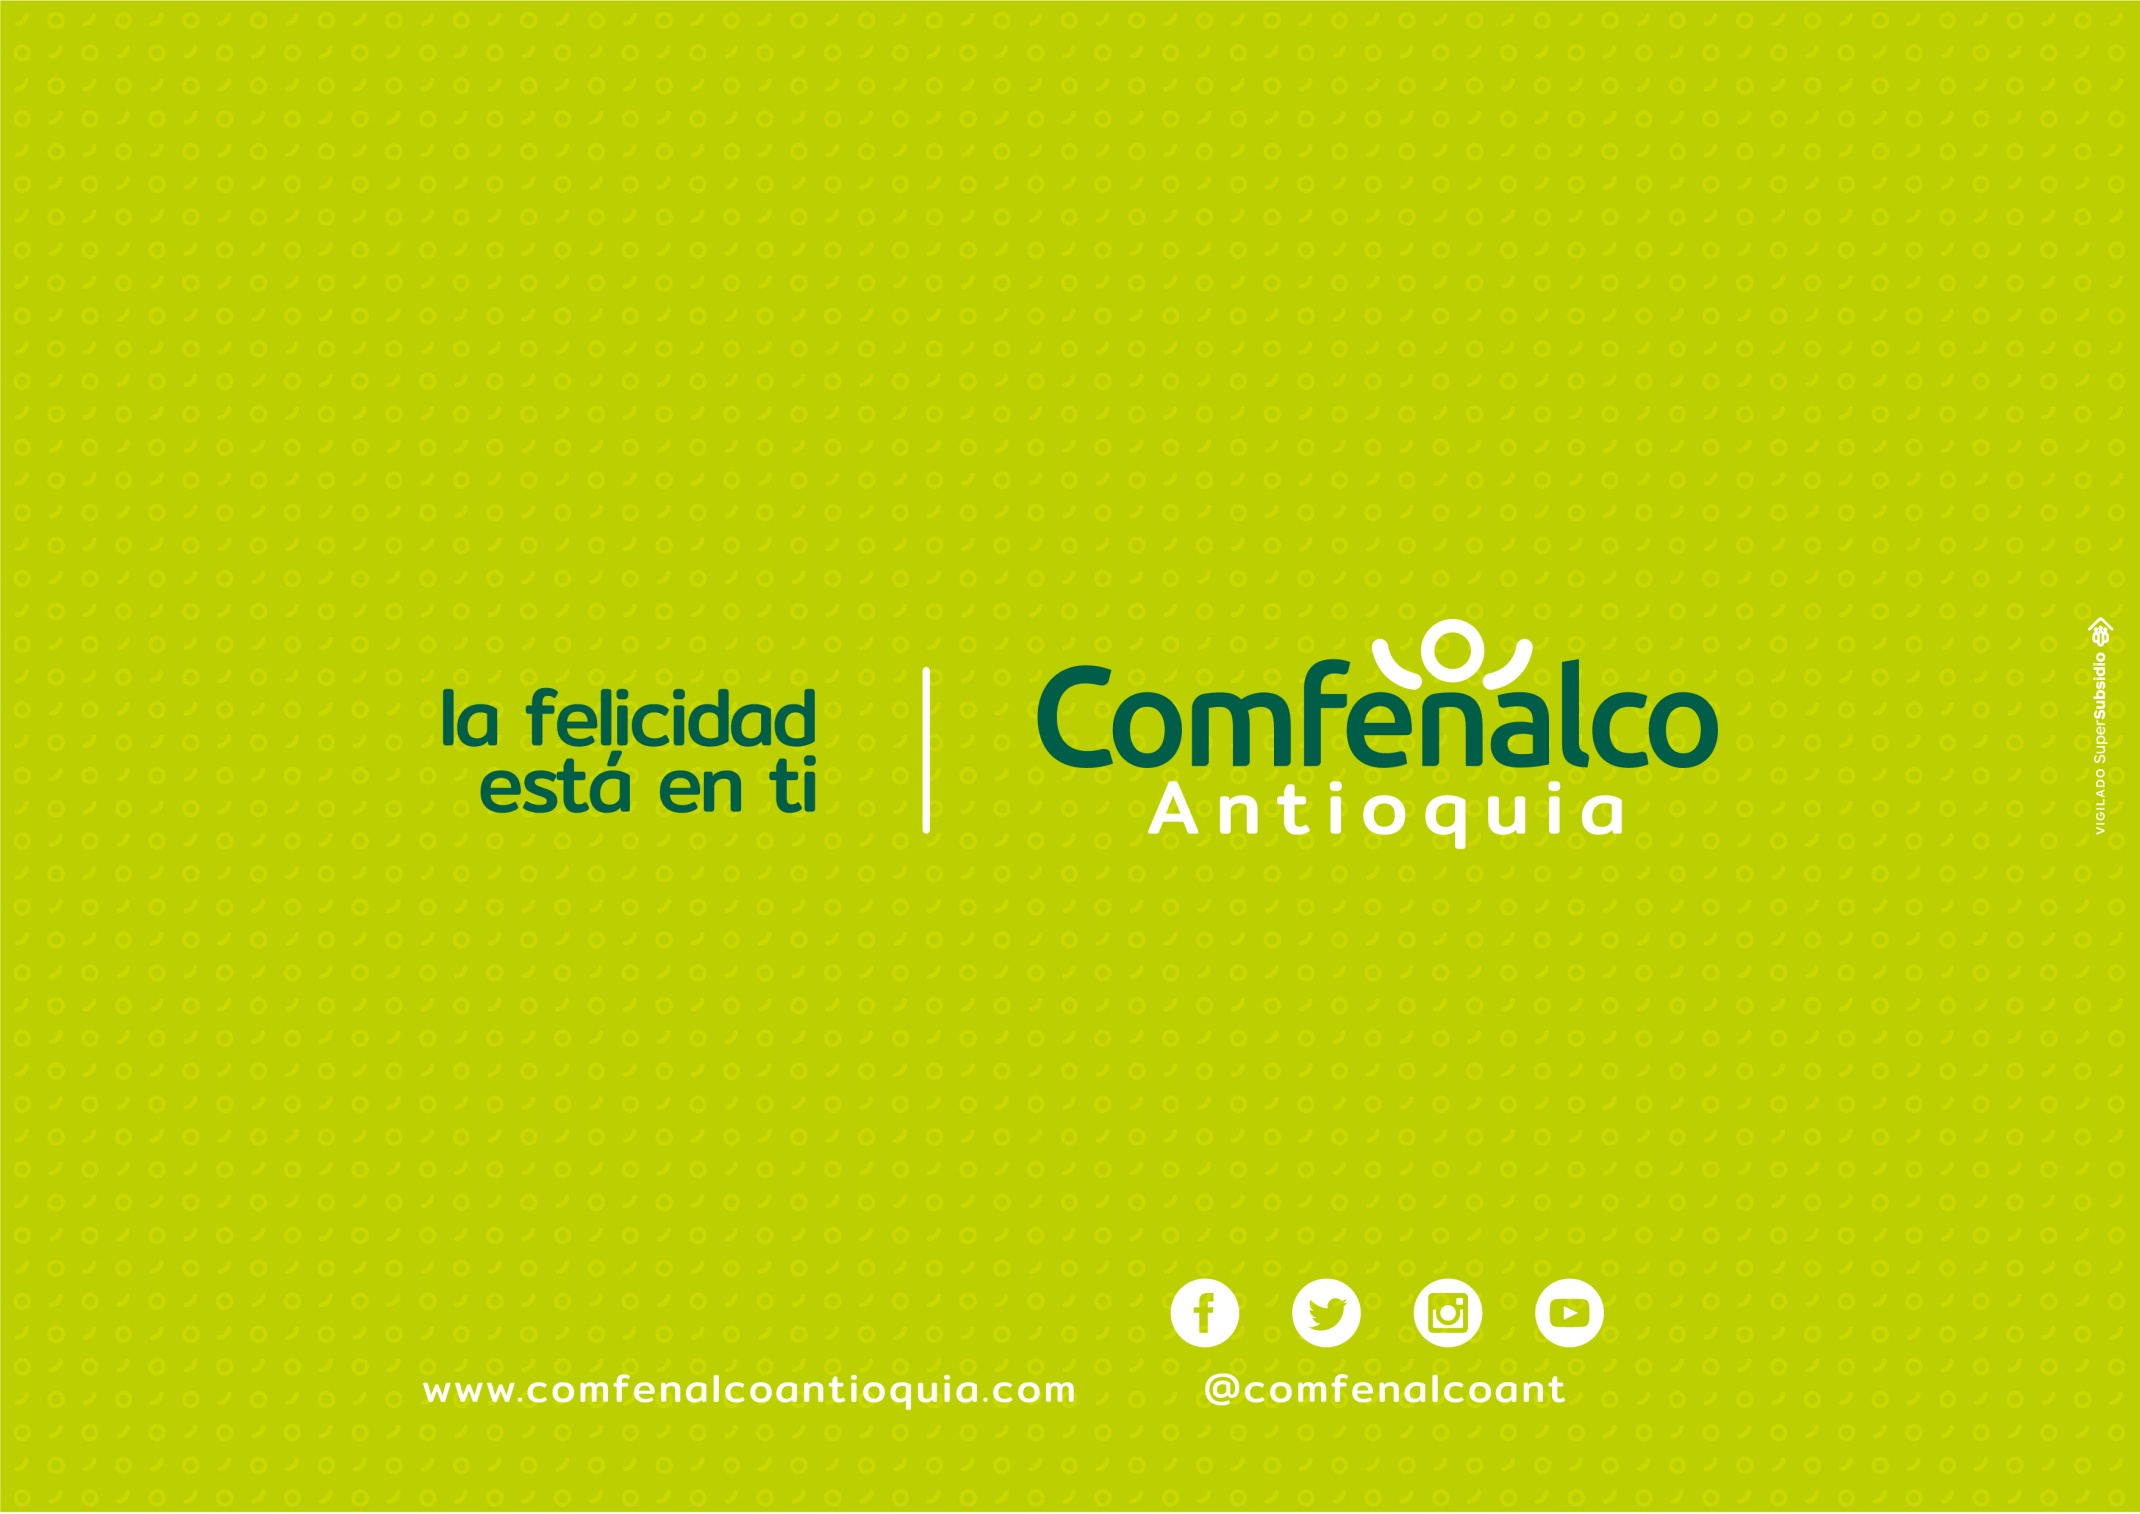 la felicidad
está en ti
Comfenalco
Antioquia
VIGILADO SuperSubsidio
www.comfenalcoantioquia.com
@comfenalcoant